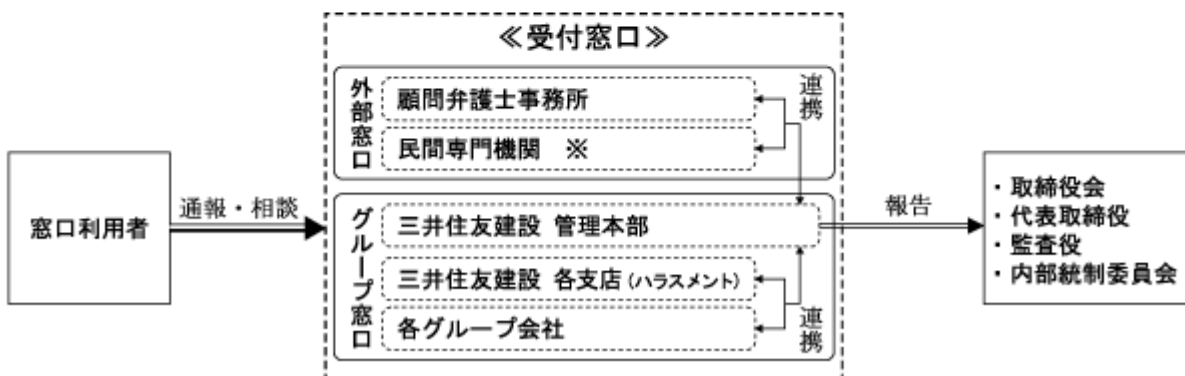 ≪受付窓口≫
外部窓口
顧問弁護士事務所
民間専門機関　※
連携
窓口利用者
通報・相談
グループ窓口
三井住友建設 管理本部
三井住友建設 各支店(ハラスメント)
各グループ会社
連携
報告
・取締役会
・代表取締役
・監査役
・内部統制委員会